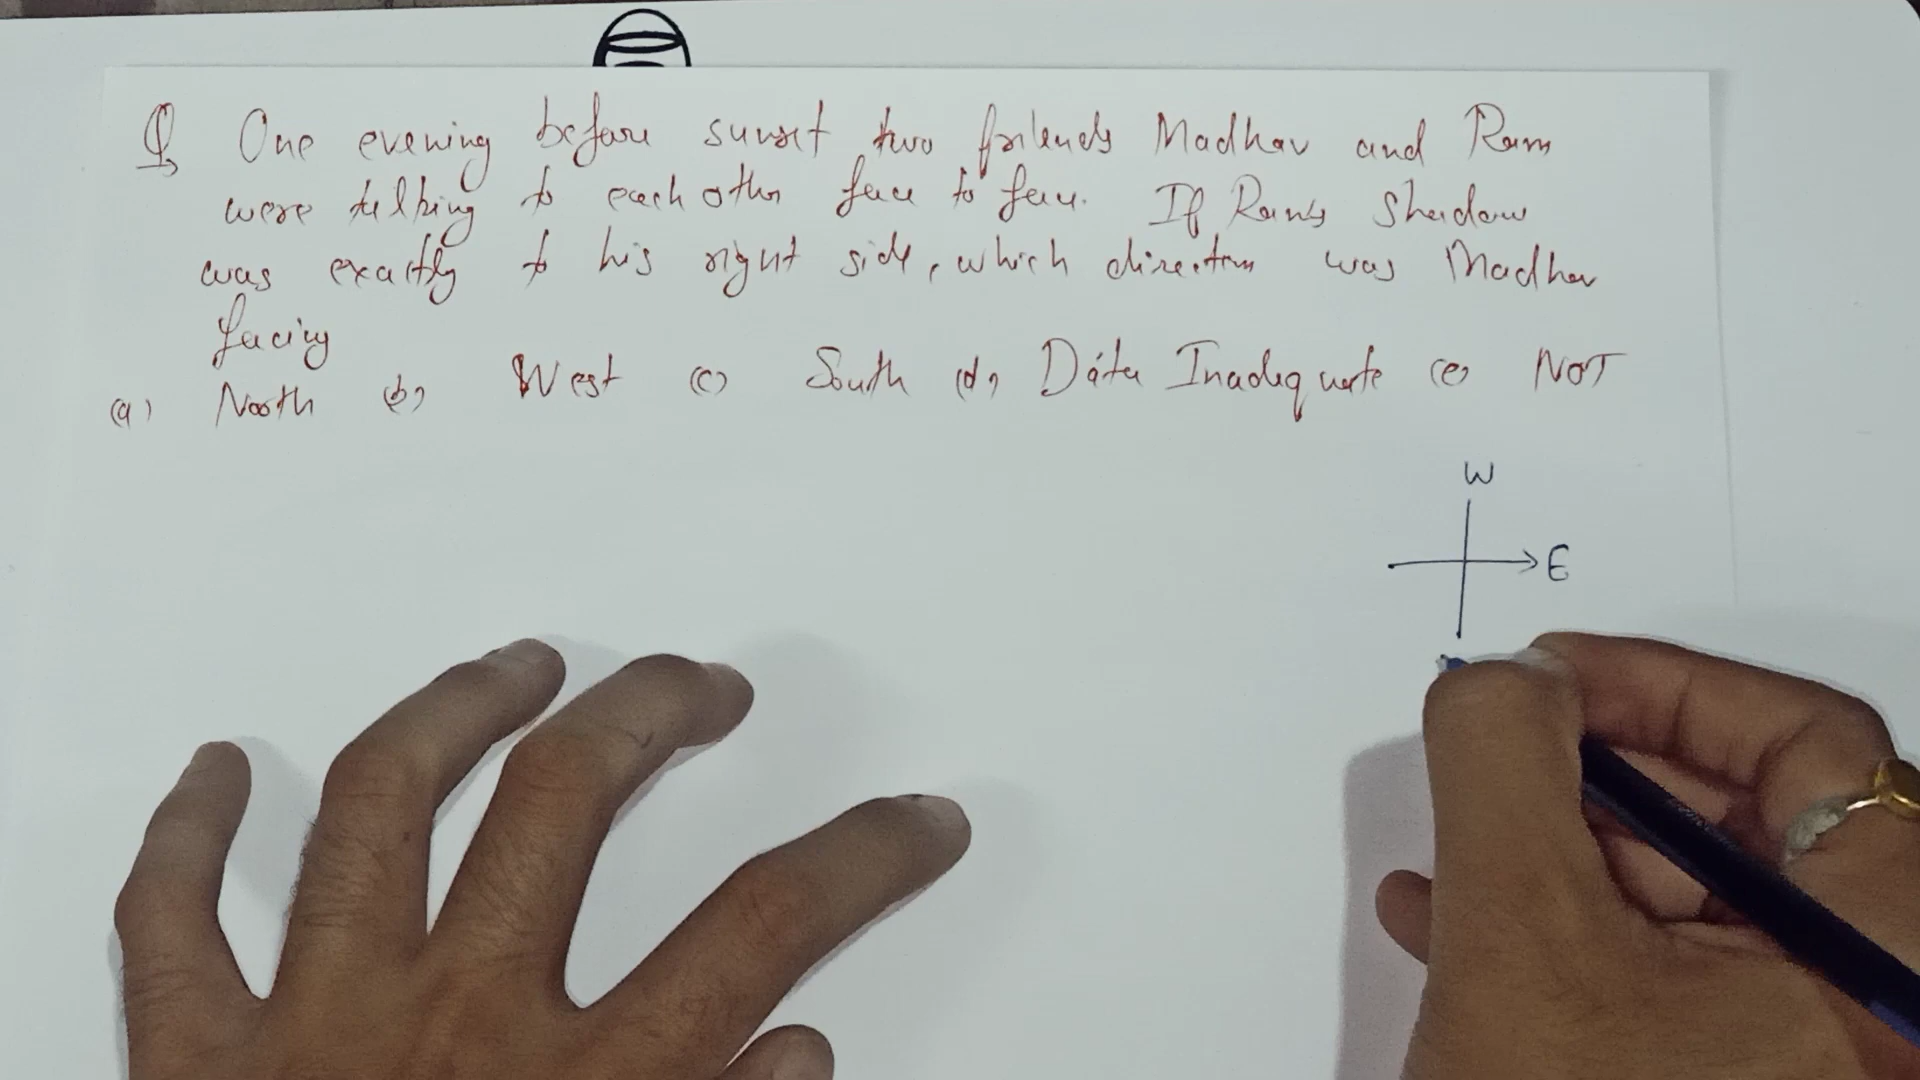 Q One evening before sunset two friends Madhav and Ram
were talking to each other face to face. If Ram's shadow
was exactly to his right side, which direction was Madhav
facing
(a) North (b) West (c) South (d) Data Inadequate (e) NOT
W
E